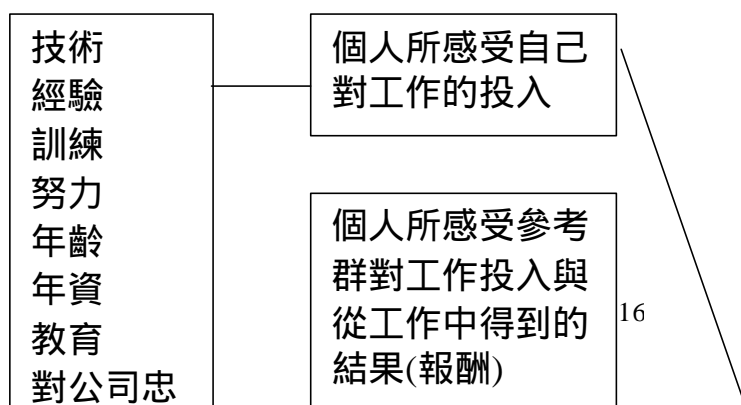 技術
經驗
訓練
努力
年齡
年資
教育
對公司忠
個人所感受自己
對工作的投入
個人所感受參考
群對工作投入與
從工作中得到的
結果(報酬)
16